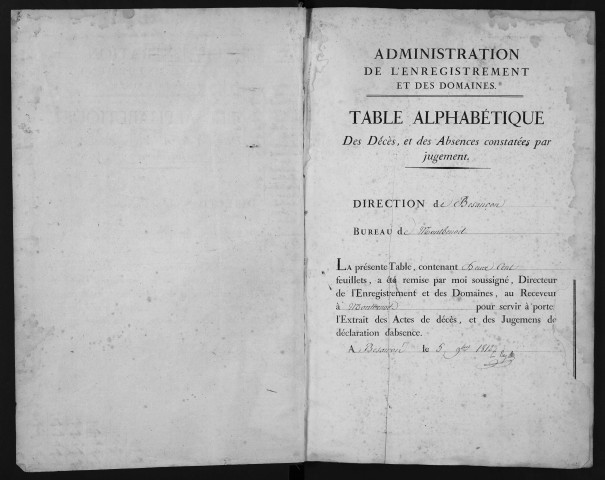 ADMINISTRATION
DE L'ENREGISTREMENT
ET DES DOMAINES.
TABLE ALPHABÉTIQUE
Des Décès, et des Absences constatées par
jugement.
DIRECTION de Besançon
BUREAU de Montbenoit
LA présente Table, contenant Deux Cent
feuillets, a été remise par moi soussigné, Directeur
de l'Enregistrement et des Domaines, au Receveur
à Montbenoit pour servir à porter
l'Extrait des Actes de décès, et des Jugemens de
déclaration d'absence.
A Besançon le 5 9bre